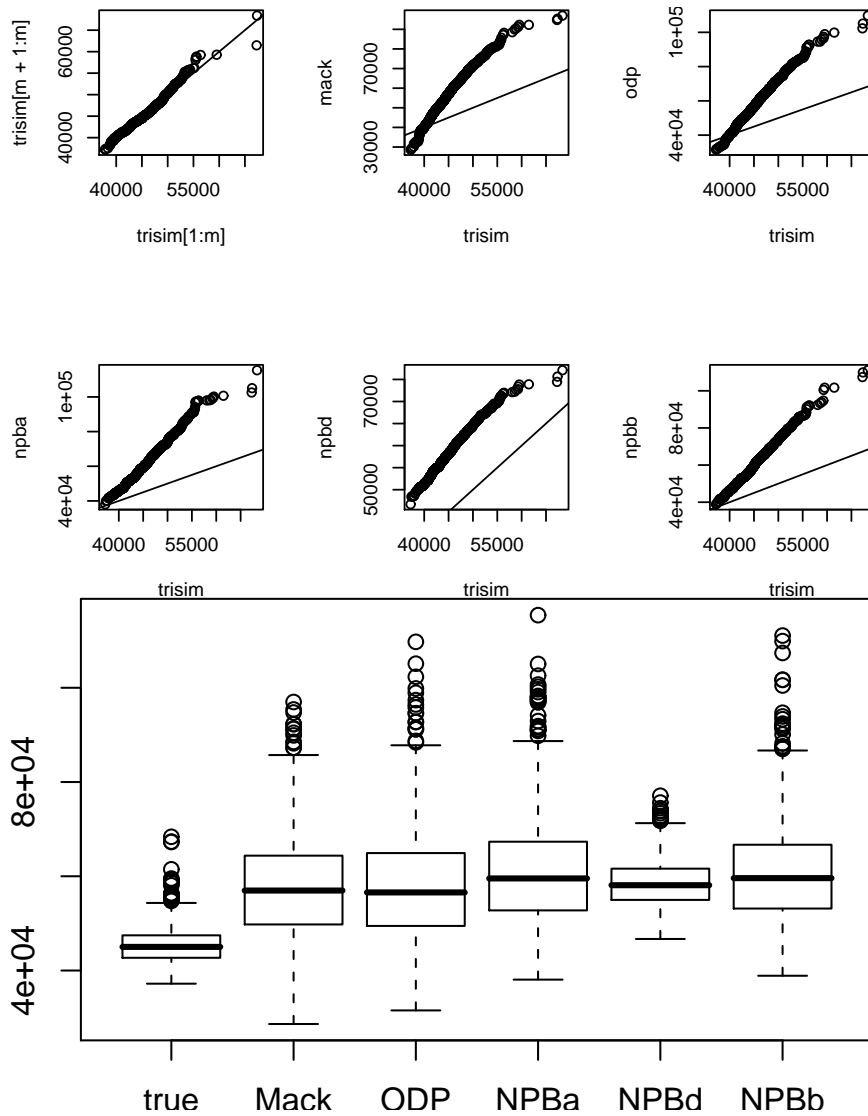 trisim[m + 1:m]
40000 60000
40000 55000
trisim[1:m]
mack
30000 70000
40000 55000
trisim
odp
4e+04 1e+05
40000 55000
trisim
npba
4e+04 1e+05
40000 55000
trisim
npbd
50000 70000
40000 55000
trisim
npbb
4e+04 8e+04
40000 55000
trisim
4e+04 8e+04
true Mack ODP NPBa NPBd NPBb